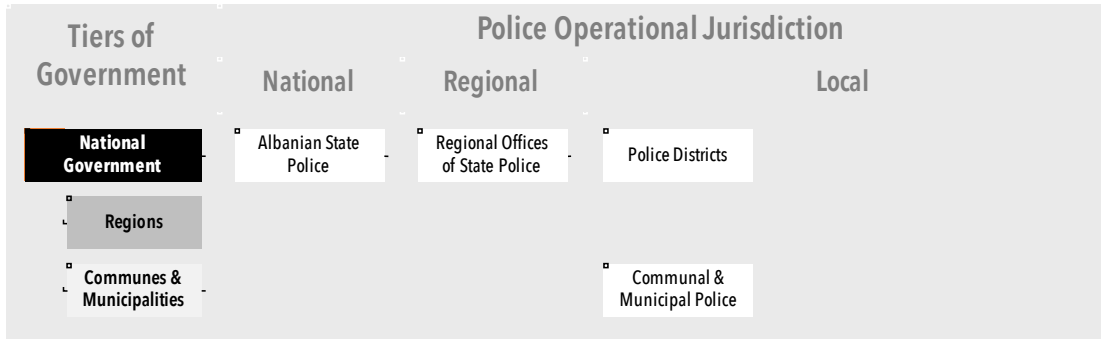 Tiers of
Government
Police Operational Jurisdiction
National
Regional
Local
National
Government
Albanian State
Police
Regional Offices
of State Police
Police Districts
Regions
Communes &
Municipalities
Communal &
Municipal Police